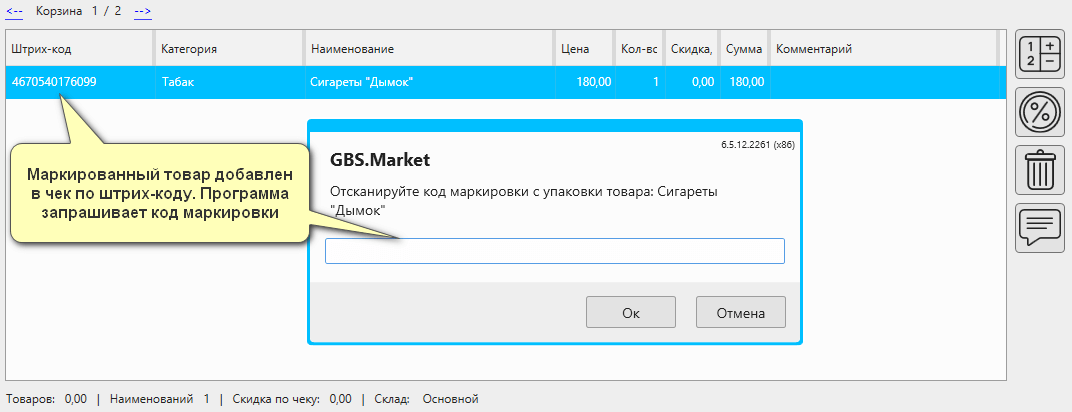 <-- Корзина 1 / 2 -->
Штрих-код Категория Наименование Цена Кол-вс Скидка, Сумма Комментарий
4670540176099 Табак Сигареты "Дымок" 180,00 1 0,00 180,00
1 + 2 −
%
6.5.12.2261 (x86)
GBS.Market
Маркированный товар добавлен
в чек по штрих-коду. Программа
запрашивает код маркировки
Отсканируйте код маркировки с упаковки товара: Сигареты
"Дымок"
Ок Отмена
Товаров: 0,00 | Наименований 1 | Скидка по чеку: 0,00 | Склад: Основной